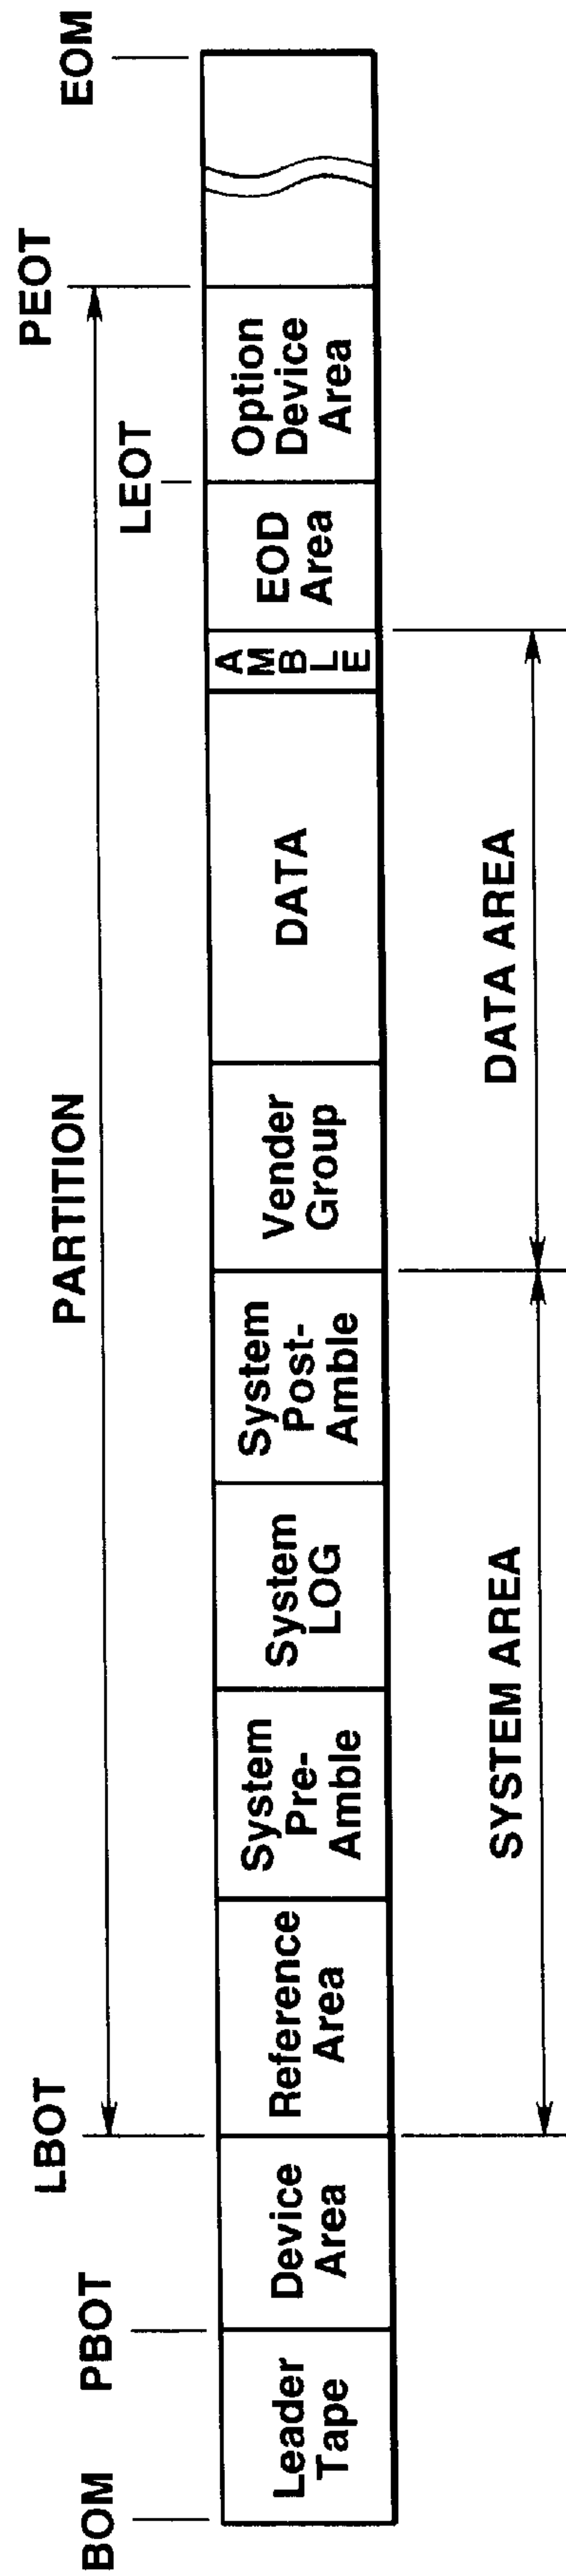 BOM
PBOT
LBOT
PARTITION
LEOT
PEOT
EOM
Leader
Tape
Device
Area
Reference
Area
System
Pre-
Amble
System
LOG
System
Post-
Amble
Vender
Group
DATA
A
M
B
L
E
EOD
Area
Option
Device
Area
SYSTEM AREA
DATA AREA